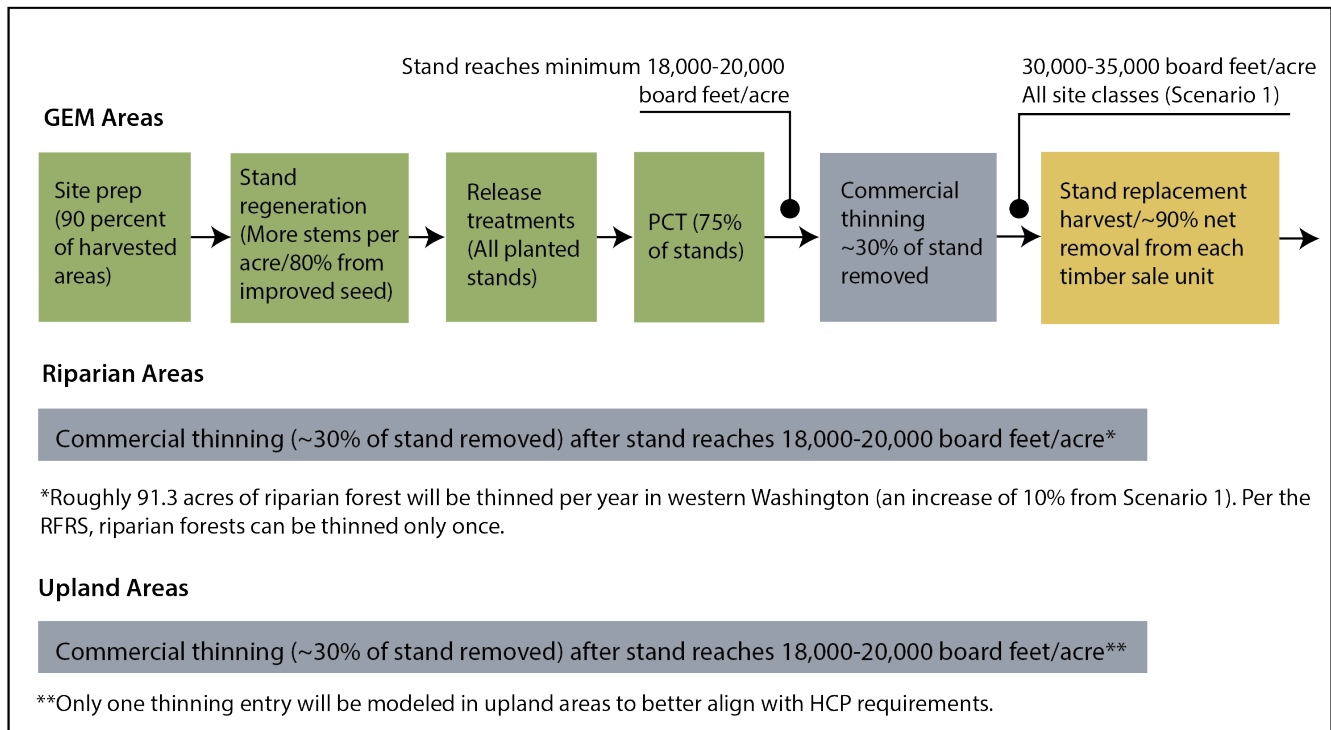 Stand reaches minimum 18,000-20,000
board feet/acre
30,000-35,000 board feet/acre
All site classes (Scenario 1)
GEM Areas
Site prep
(90 percent
of harvested
areas)
Stand
regeneration
(More stems per
acre/80% from
improved seed)
Release
treatments
(All planted
stands)
PCT (75%
of stands)
Commercial
thinning
~30% of stand
removed
Stand replacement
harvest/~90% net
removal from each
timber sale unit
Riparian Areas
Commercial thinning (~30% of stand removed) after stand reaches 18,000-20,000 board feet/acre*
*Roughly 91.3 acres of riparian forest will be thinned per year in western Washington (an increase of 10% from Scenario 1). Per the
RFRS, riparian forests can be thinned only once.
Upland Areas
Commercial thinning (~30% of stand removed) after stand reaches 18,000-20,000 board feet/acre**
**Only one thinning entry will be modeled in upland areas to better align with HCP requirements.